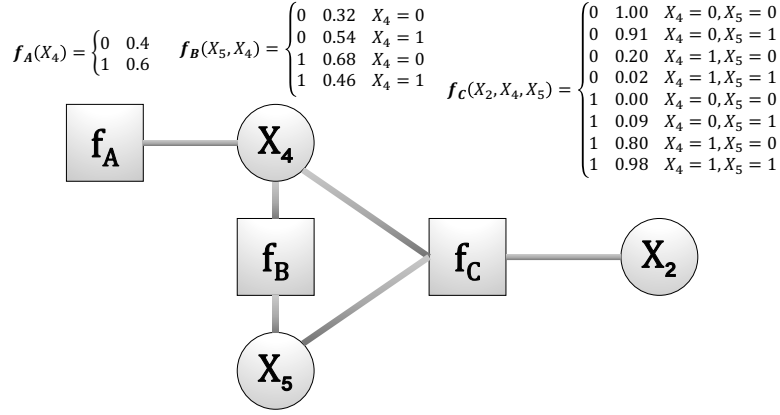 f_A(X_4) = {0 0.4
1 0.6
f_B(X_5, X_4) = {0 0.32 X_4 = 0
0 0.54 X_4 = 1
1 0.68 X_4 = 0
1 0.46 X_4 = 1
f_C(X_2, X_4, X_5) = {0 1.00 X_4 = 0, X_5 = 0
0 0.91 X_4 = 0, X_5 = 1
0 0.20 X_4 = 1, X_5 = 0
0 0.02 X_4 = 1, X_5 = 1
1 0.00 X_4 = 0, X_5 = 0
1 0.09 X_4 = 0, X_5 = 1
1 0.80 X_4 = 1, X_5 = 0
1 0.98 X_4 = 1, X_5 = 1
f_A
X_4
f_B
f_C
X_2
X_5